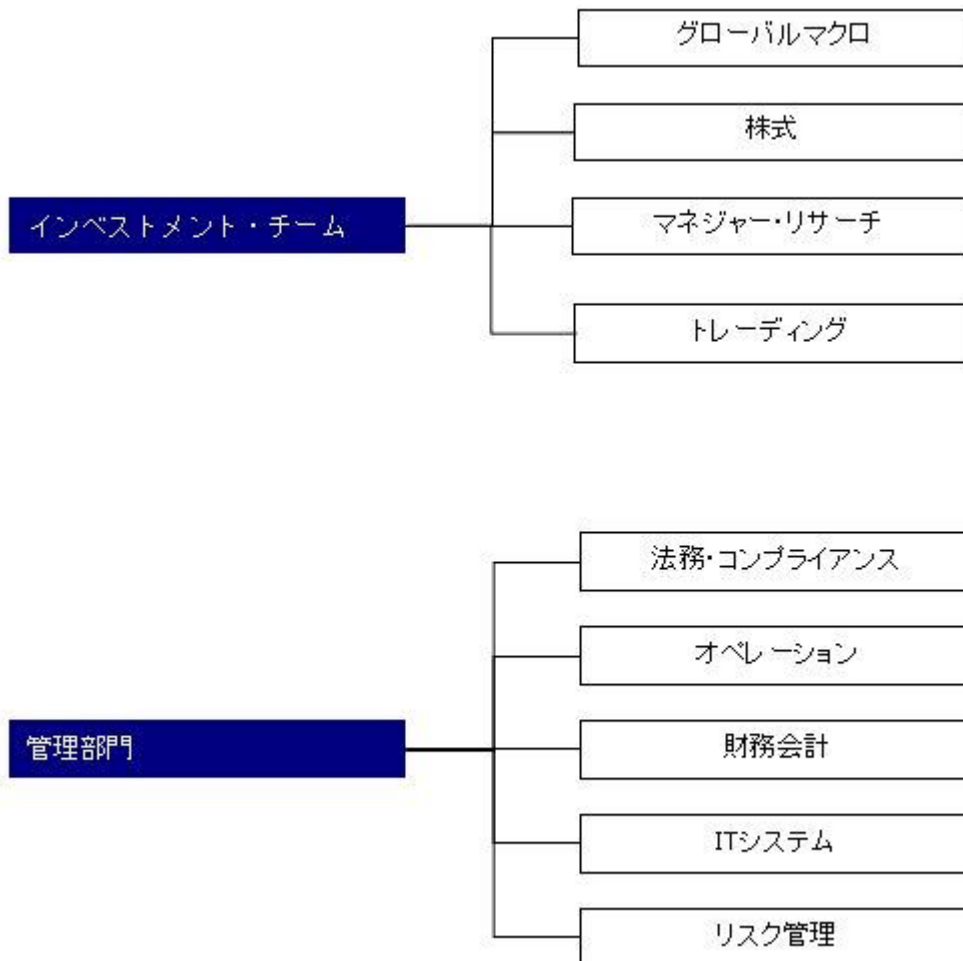 グローバルマクロ
株式
インベストメント・チーム
マネジャー・リサーチ
トレーディング
法務・コンプライアンス
オペレーション
管理部門
財務会計
ITシステム
リスク管理